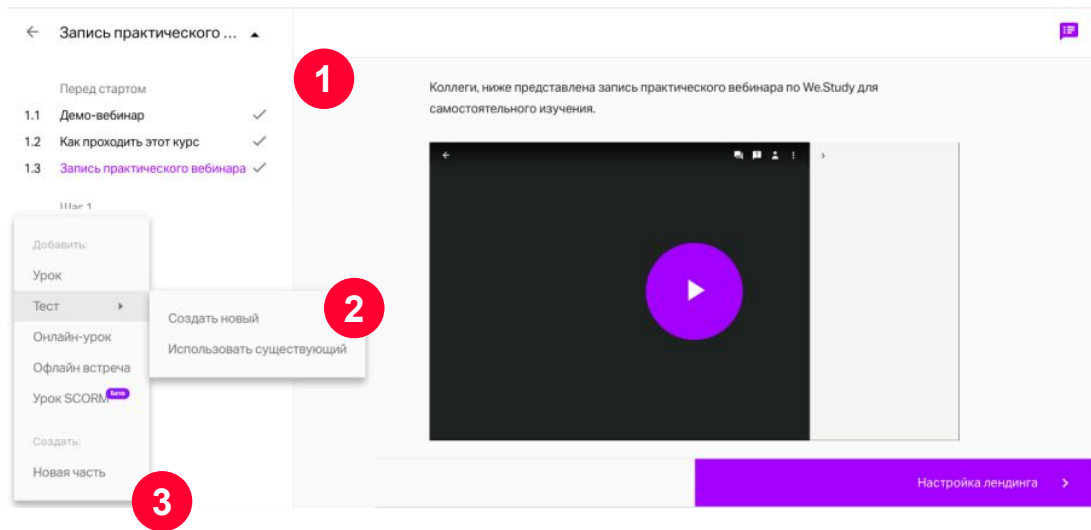 Запись практического ...
1
Перед стартом
1.1 Демо-вебинар
1.2 Как проходить этот курс
1.3 Запись практического вебинара
Шаг 1
Коллеги, ниже представлена запись практического вебинара по We.Study для
самостоятельного изучения.
Добавить:
Урок
Тест
Онлайн-урок
Офлайн встреча
Урок SCORM beta
Создать:
Новая часть
3
Создать новый
2
Использовать существующий
Настройка лендинга